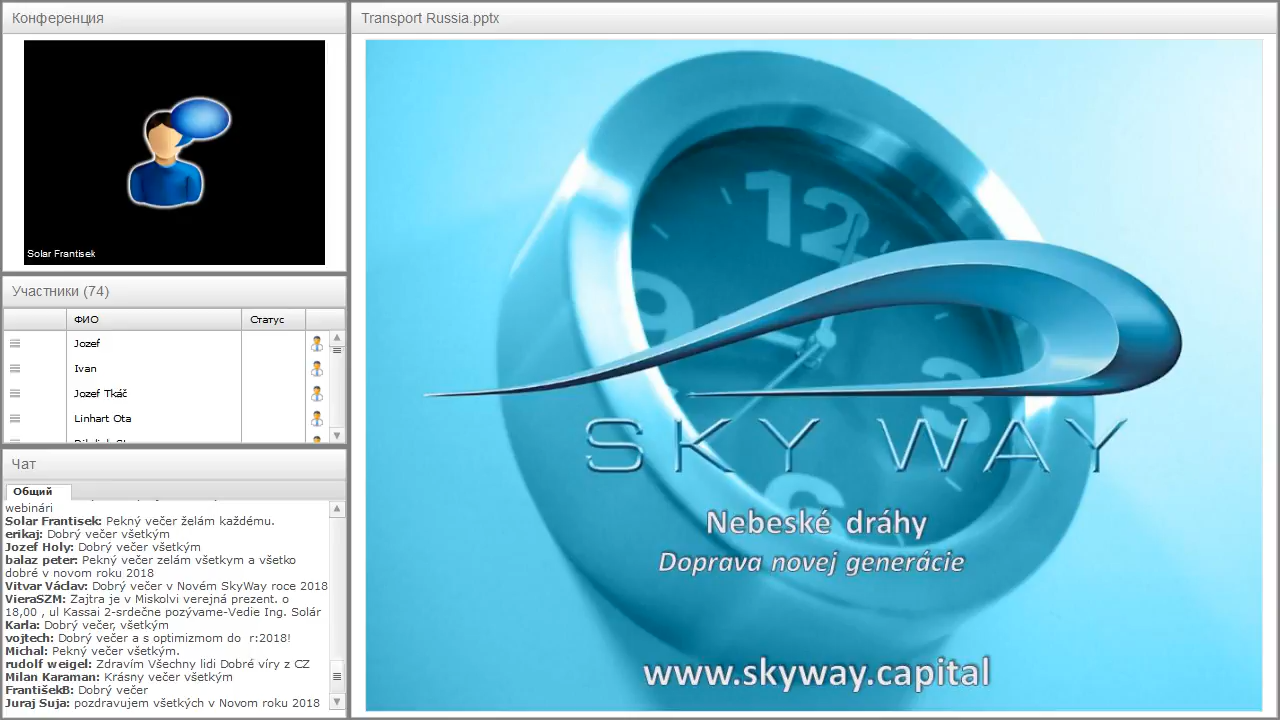 Конференция
Solar Frantisek
Участники (74)
ФИО
Статус
Jozef
Ivan
Jozef Tkáč
Linhart Ota
Чат
Общий
webinári
Solar Frantisek: Pekný večer želám každému.
erikaj: Dobrý večer všetkým
Jozef Holy: Dobrý večer všetkým
balaz peter: Pekný večer zelám všetkym a všetko
dobré v novom roku 2018
Vitvar Václav: Dobrý večer v Novém SkyWay roce 2018
VieraSZM: Zajtra je v Miskolvi verejná prezent. o
18,00 , ul Kassai 2-srdečne pozývame-Vedie Ing. Solár
Karla: Dobrý večer, všetkým
vojtech: Dobrý večer a s optimizmom do r:2018!
Michal: Pekný večer všetkým.
rudolf weigel: Zdravím Všechny lidi Dobré víry z CZ
Milan Karaman: Krásny večer všetkým
FrantišekB: Dobrý večer
Juraj Suja: pozdravujem všetkých v Novom roku 2018
Transport Russia.pptx
12
9
3
6
SKY WAY
Nebeské dráhy
Doprava novej generácie
www.skyway.capital